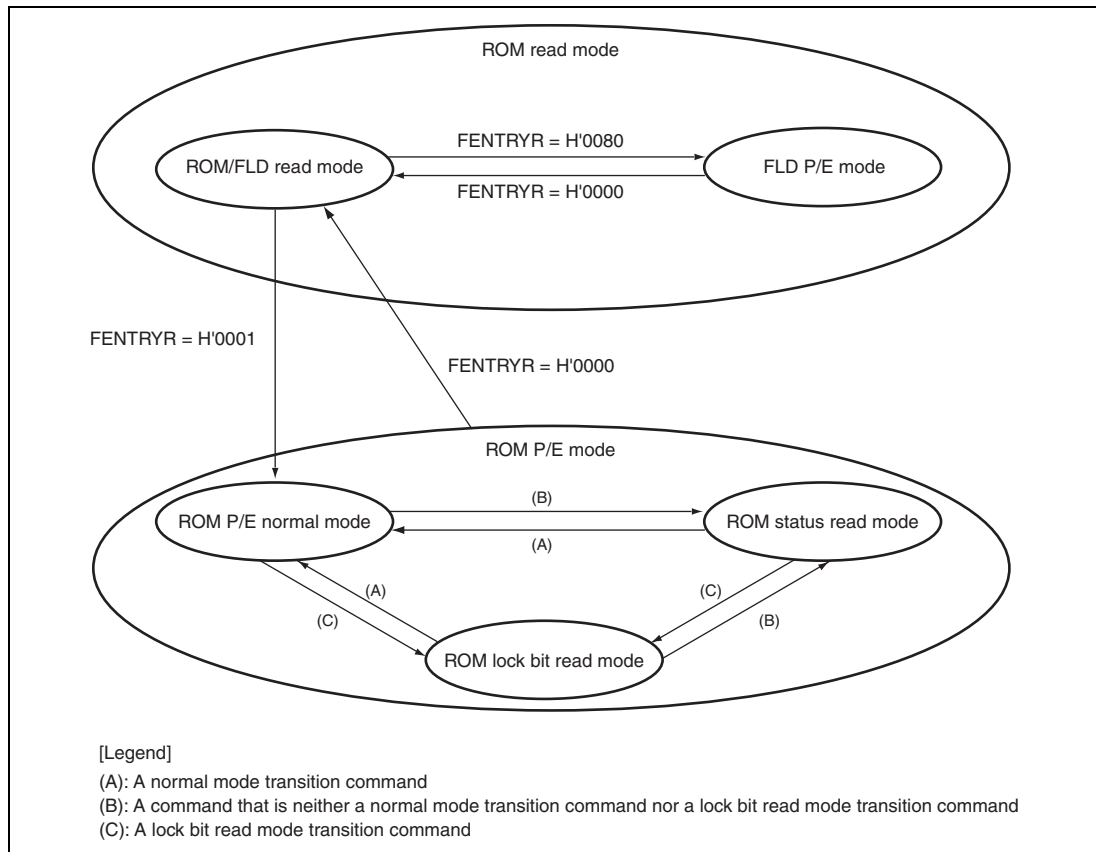 ROM read mode
FENTRYR = H'0080
ROM/FLD read mode
FLD P/E mode
FENTRYR = H'0000
FENTRYR = H'0001
FENTRYR = H'0000
ROM P/E mode
(B)
ROM P/E normal mode
ROM status read mode
(A)
(A)
(C)
(C)
(B)
ROM lock bit read mode
[Legend]
(A): A normal mode transition command
(B): A command that is neither a normal mode transition command nor a lock bit read mode transition command
(C): A lock bit read mode transition command